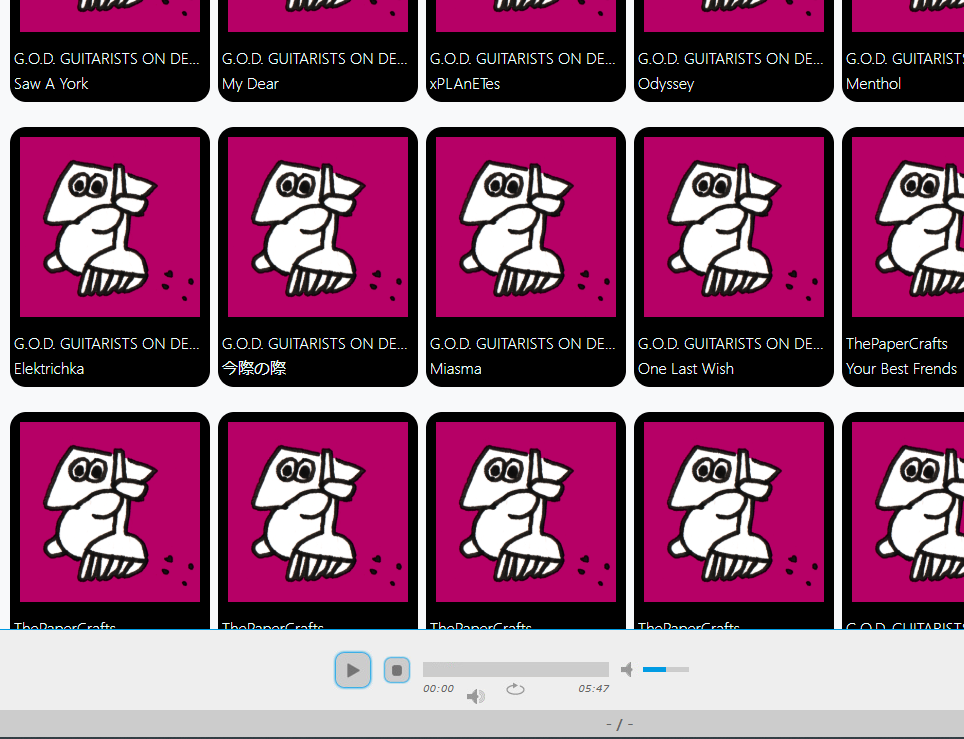 G.O.D. GUITARISTS ON DE...
Saw A York
G.O.D. GUITARISTS ON DE...
My Dear
G.O.D. GUITARISTS ON DE...
xPLAnETes
G.O.D. GUITARISTS ON DE...
Odyssey
G.O.D. GUITARISTS
Menthol
G.O.D. GUITARISTS ON DE...
Elektrichka
G.O.D. GUITARISTS ON DE...
今際の際
G.O.D. GUITARISTS ON DE...
Miasma
G.O.D. GUITARISTS ON DE...
One Last Wish
ThePaperCrafts
Your Best Frends
ThePaperCrafts
ThePaperCrafts
ThePaperCrafts
ThePaperCrafts
G.O.D. GUITARISTS
00:00
05:47
- / -